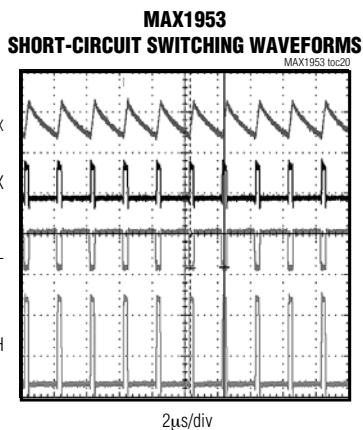 MAX1953
SHORT-CIRCUIT SWITCHING WAVEFORMS
MAX1953 toc20
X
X
H
2μs/div